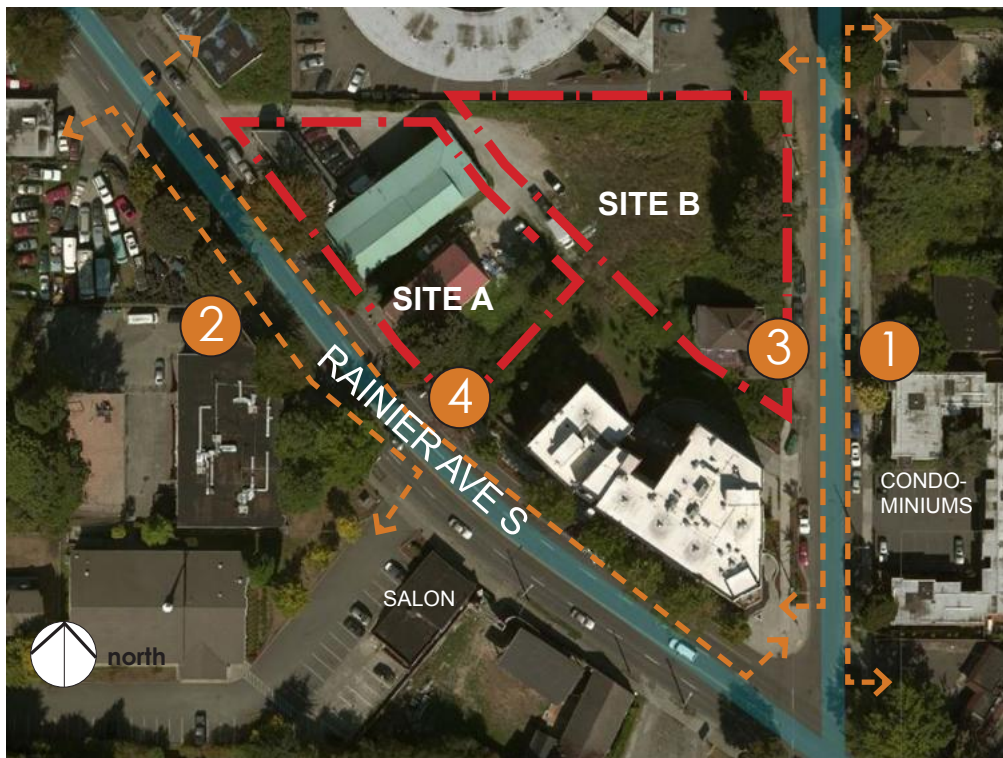 SITE B
SITE A
2
3
1
4
RAINIER AVE S
CONDO-
MINIUMS
SALON
north